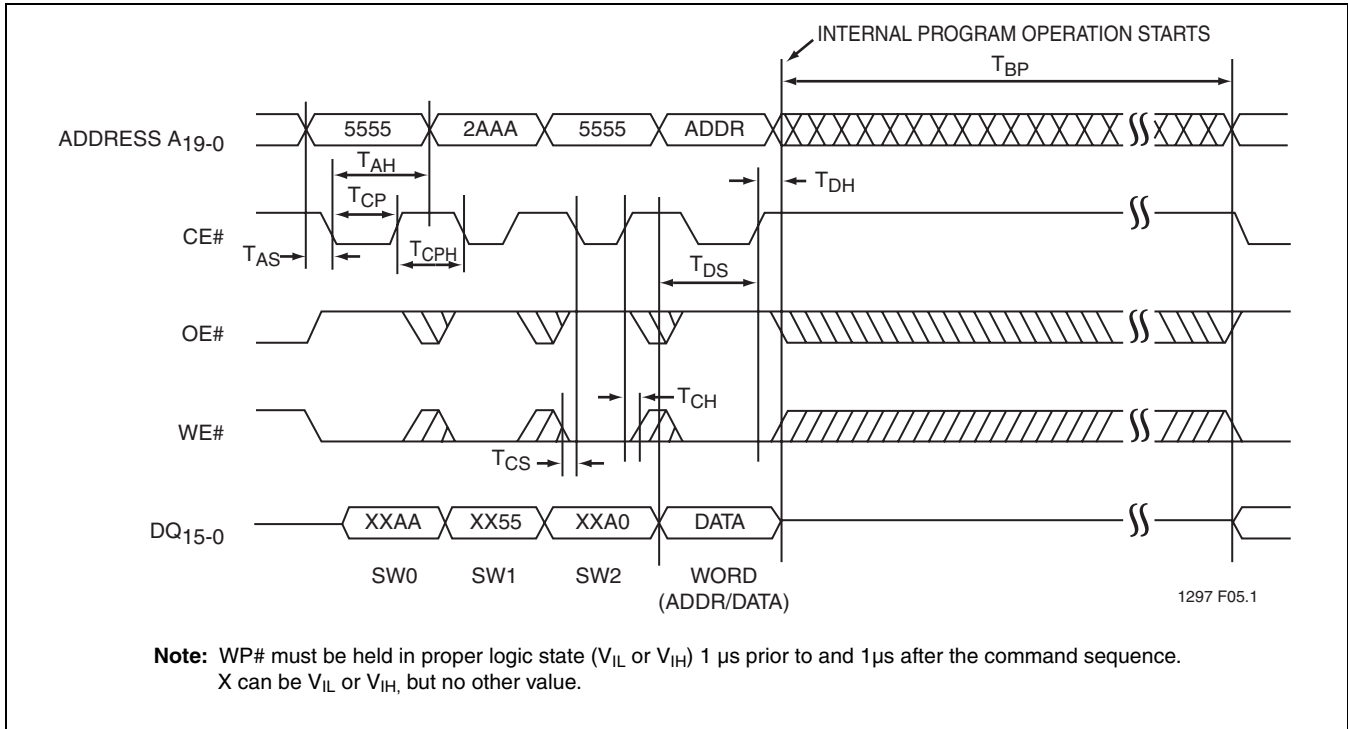 INTERNAL PROGRAM OPERATION STARTS
TBP
ADDRESS A19-0
5555 2AAA 5555 ADDR
TAH
TDH
TCP
CE#
TAS
TCPH
TDS
OE#
TCH
WE#
TCS
DQ15-0
XXAA XX55 XXA0 DATA
SW0 SW1 SW2 WORD
(ADDR/DATA)
1297 F05.1
Note: WP# must be held in proper logic state (VIL or VIH) 1 µs prior to and 1µs after the command sequence.
X can be VIL or VIH, but no other value.